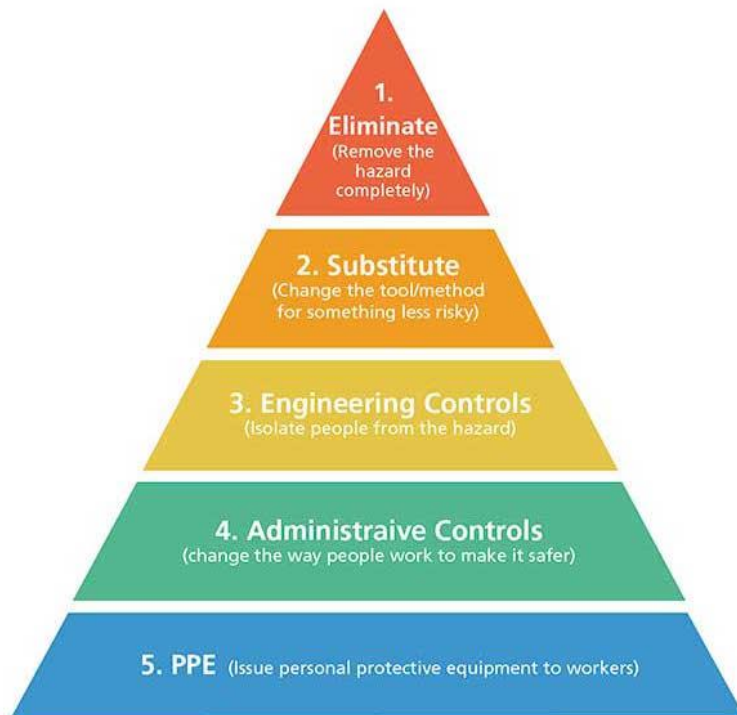 1.
Eliminate
(Remove the
hazard
completely)
2. Substitute
(Change the tool/method
for something less risky)
3. Engineering Controls
(Isolate people from the hazard)
4. Administraive Controls
(change the way people work to make it safer)
5. PPE (Issue personal protective equipment to workers)